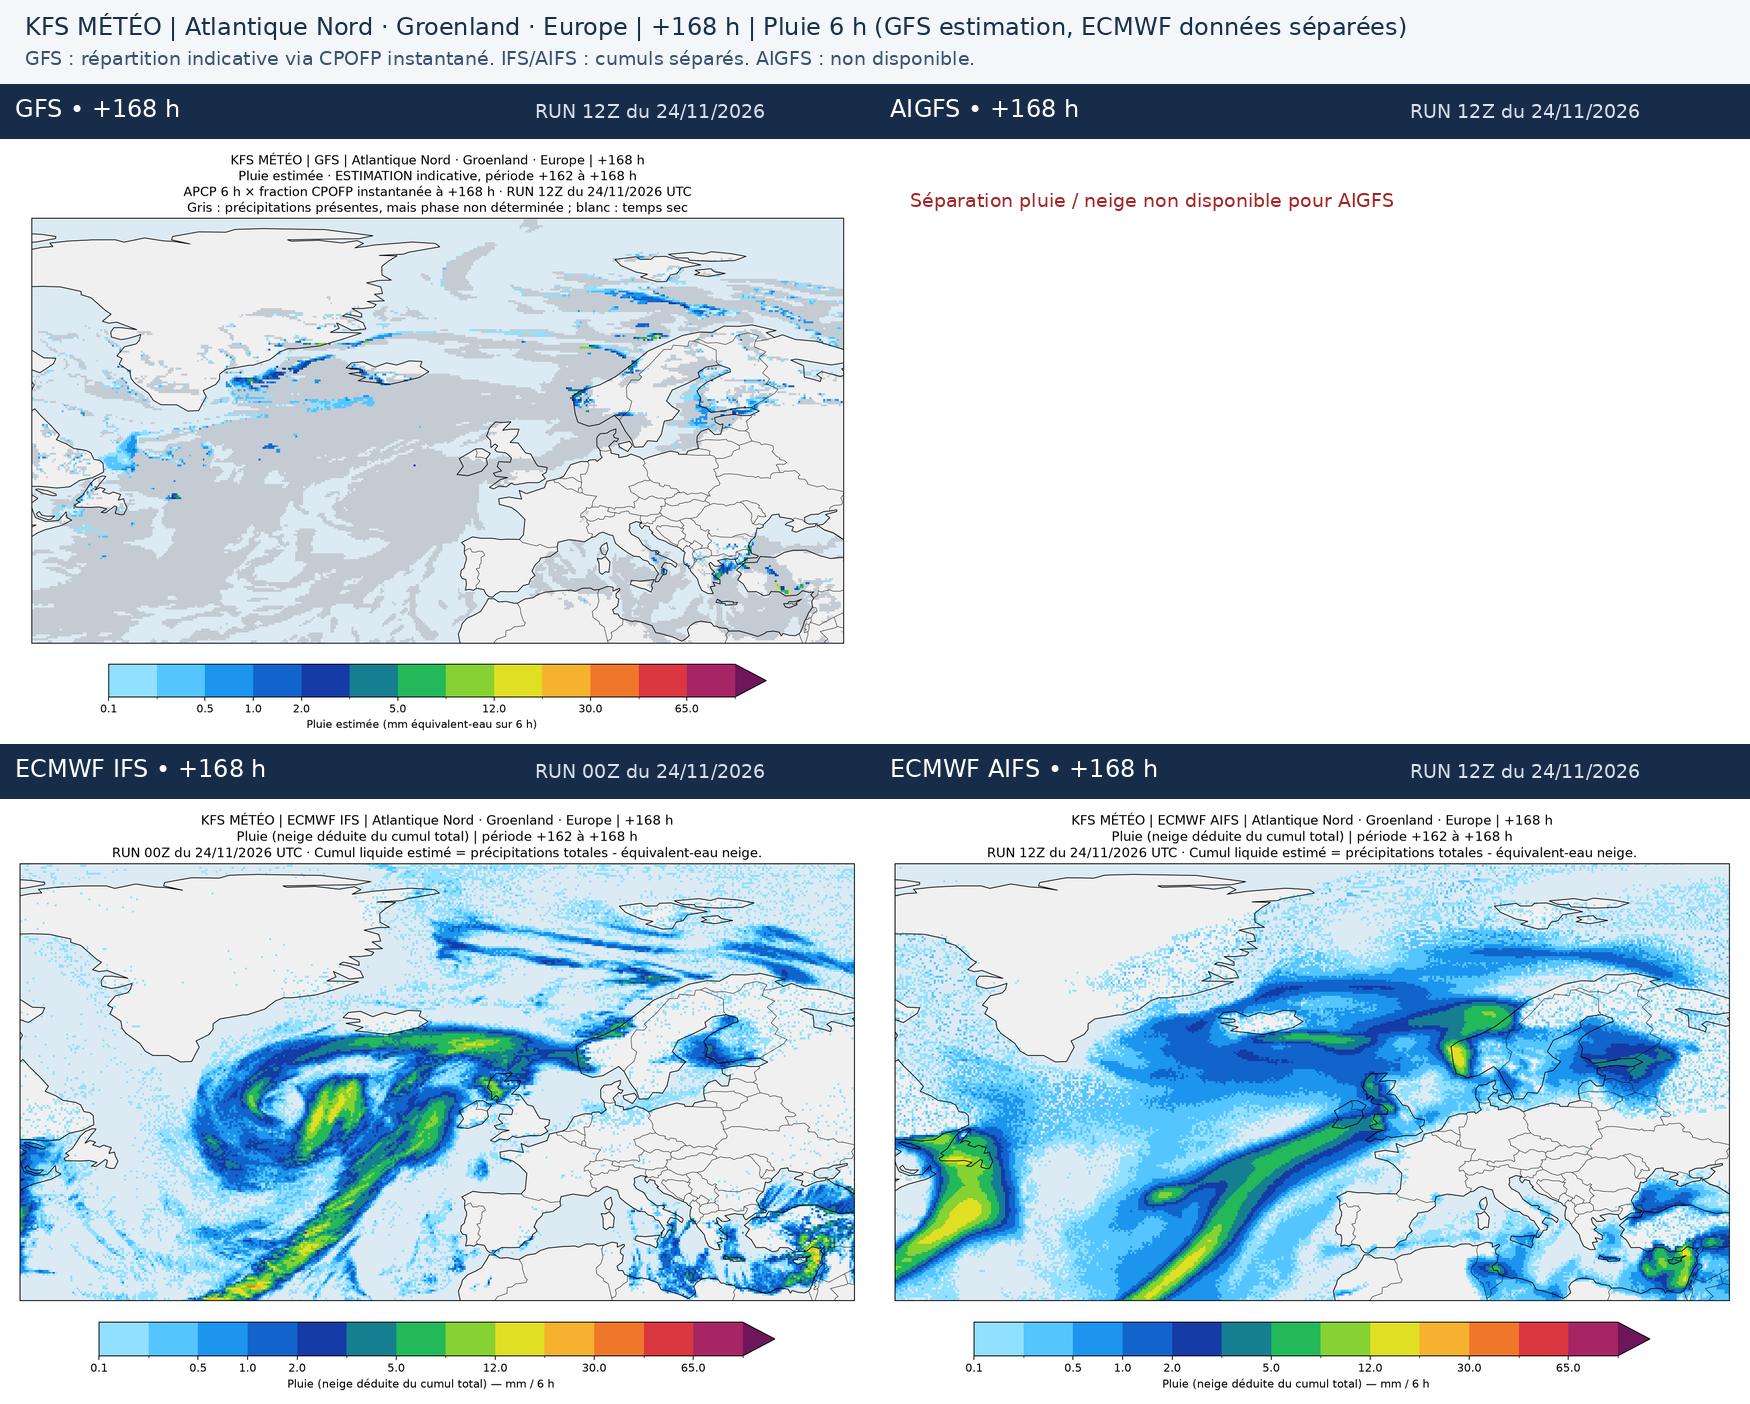 KFS MÉTÉO | Atlantique Nord · Groenland · Europe | +168 h | Pluie 6 h (GFS estimation, ECMWF données séparées)
GFS : répartition indicative via CPOFP instantané. IFS/AIFS : cumuls séparés. AIGFS : non disponible.
GFS • +168 h
RUN 12Z du 24/11/2026
AIGFS • +168 h
RUN 12Z du 24/11/2026
KFS MÉTÉO | GFS | Atlantique Nord · Groenland · Europe | +168 h
Pluie estimée · ESTIMATION indicative, période +162 à +168 h
APCP 6 h × fraction CPOFP instantanée à +168 h · RUN 12Z du 24/11/2026 UTC
Gris : précipitations présentes, mais phase non déterminée ; blanc : temps sec
Séparation pluie / neige non disponible pour AIGFS
0.1 0.5 1.0 2.0 5.0 12.0 30.0 65.0
Pluie estimée (mm équivalent-eau sur 6 h)
ECMWF IFS • +168 h
RUN 00Z du 24/11/2026
ECMWF AIFS • +168 h
RUN 12Z du 24/11/2026
KFS MÉTÉO | ECMWF IFS | Atlantique Nord · Groenland · Europe | +168 h
Pluie (neige déduite du cumul total) | période +162 à +168 h
RUN 00Z du 24/11/2026 UTC · Cumul liquide estimé = précipitations totales - équivalent-eau neige.
0.1 0.5 1.0 2.0 5.0 12.0 30.0 65.0
Pluie (neige déduite du cumul total) — mm / 6 h
KFS MÉTÉO | ECMWF AIFS | Atlantique Nord · Groenland · Europe | +168 h
Pluie (neige déduite du cumul total) | période +162 à +168 h
RUN 12Z du 24/11/2026 UTC · Cumul liquide estimé = précipitations totales - équivalent-eau neige.
0.1 0.5 1.0 2.0 5.0 12.0 30.0 65.0
Pluie (neige déduite du cumul total) — mm / 6 h